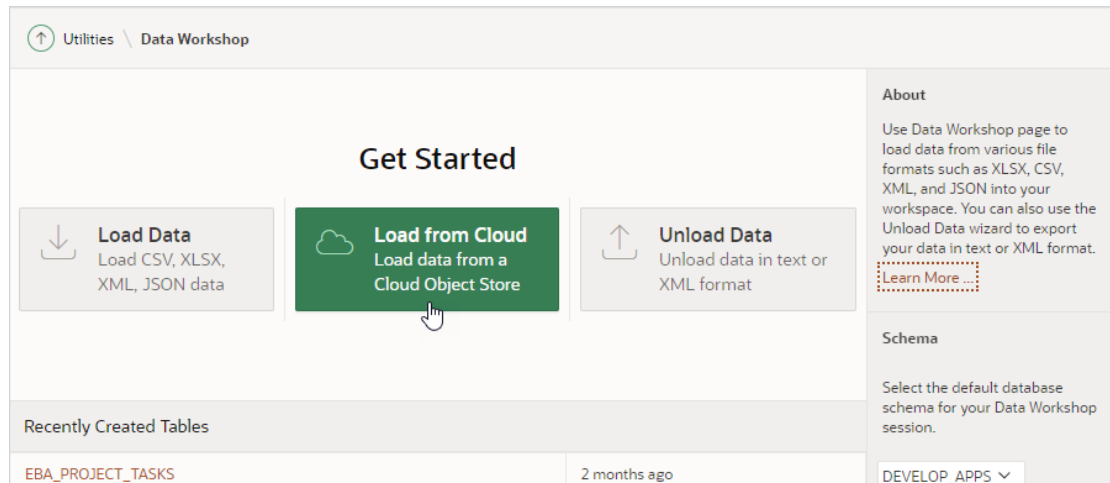 Utilities \ Data Workshop
Get Started
Load Data
Load CSV, XLSX,
XML, JSON data
Load from Cloud
Load data from a
Cloud Object Store
Unload Data
Unload data in text or
XML format
Recently Created Tables
EBA_PROJECT_TASKS 2 months ago
About
Use Data Workshop page to
load data from various file
formats such as XLSX, CSV,
XML, and JSON into your
workspace. You can also use the
Unload Data wizard to export
your data in text or XML format.
Learn More ...
Schema
Select the default database
schema for your Data Workshop
session.
DEVELOP_APPS